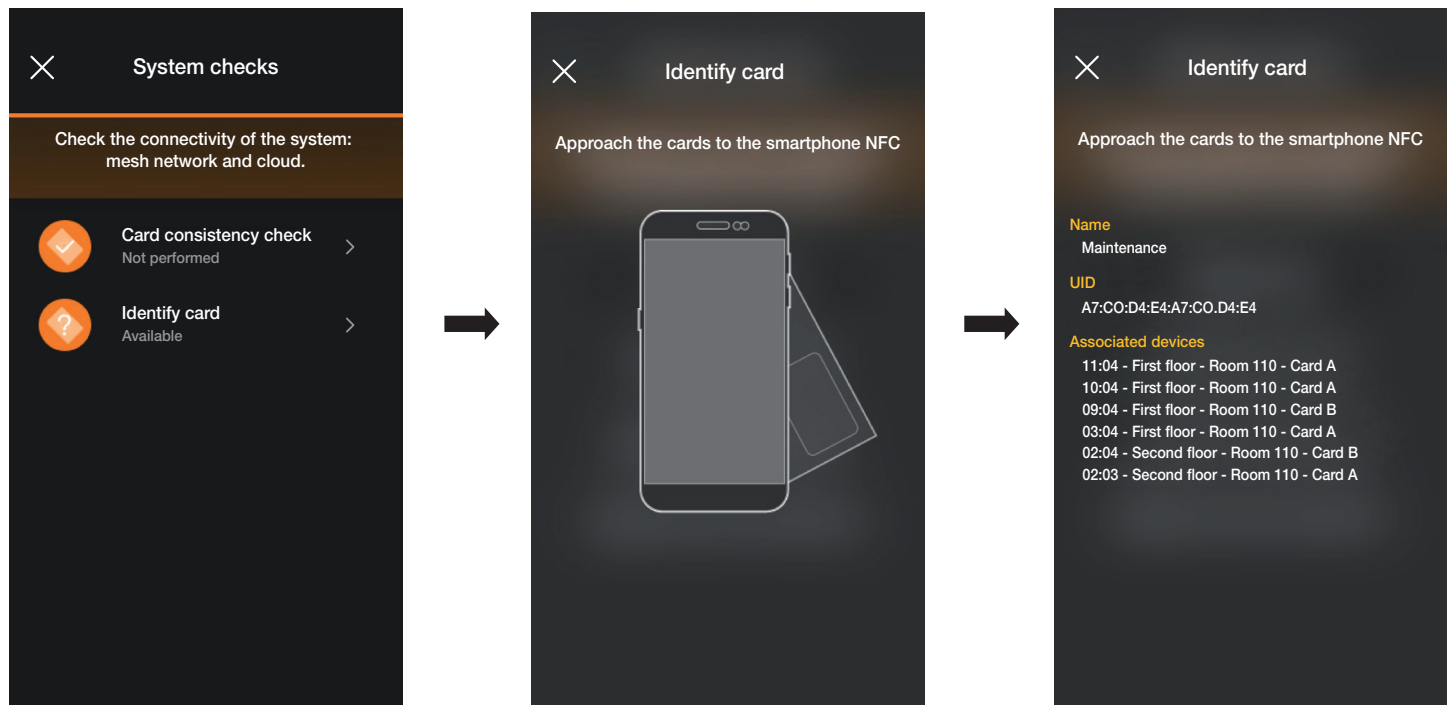 System checks
Check the connectivity of the system:
mesh network and cloud.
Card consistency check
Not performed
Identify card
Available
Identify card
Approach the cards to the smartphone NFC
Identify card
Approach the cards to the smartphone NFC
Name
Maintenance
UID
A7:CO:D4:E4:A7:CO.D4:E4
Associated devices
11:04 - First floor - Room 110 - Card A
10:04 - First floor - Room 110 - Card A
09:04 - First floor - Room 110 - Card B
03:04 - First floor - Room 110 - Card A
02:04 - Second floor - Room 110 - Card B
02:03 - Second floor - Room 110 - Card A